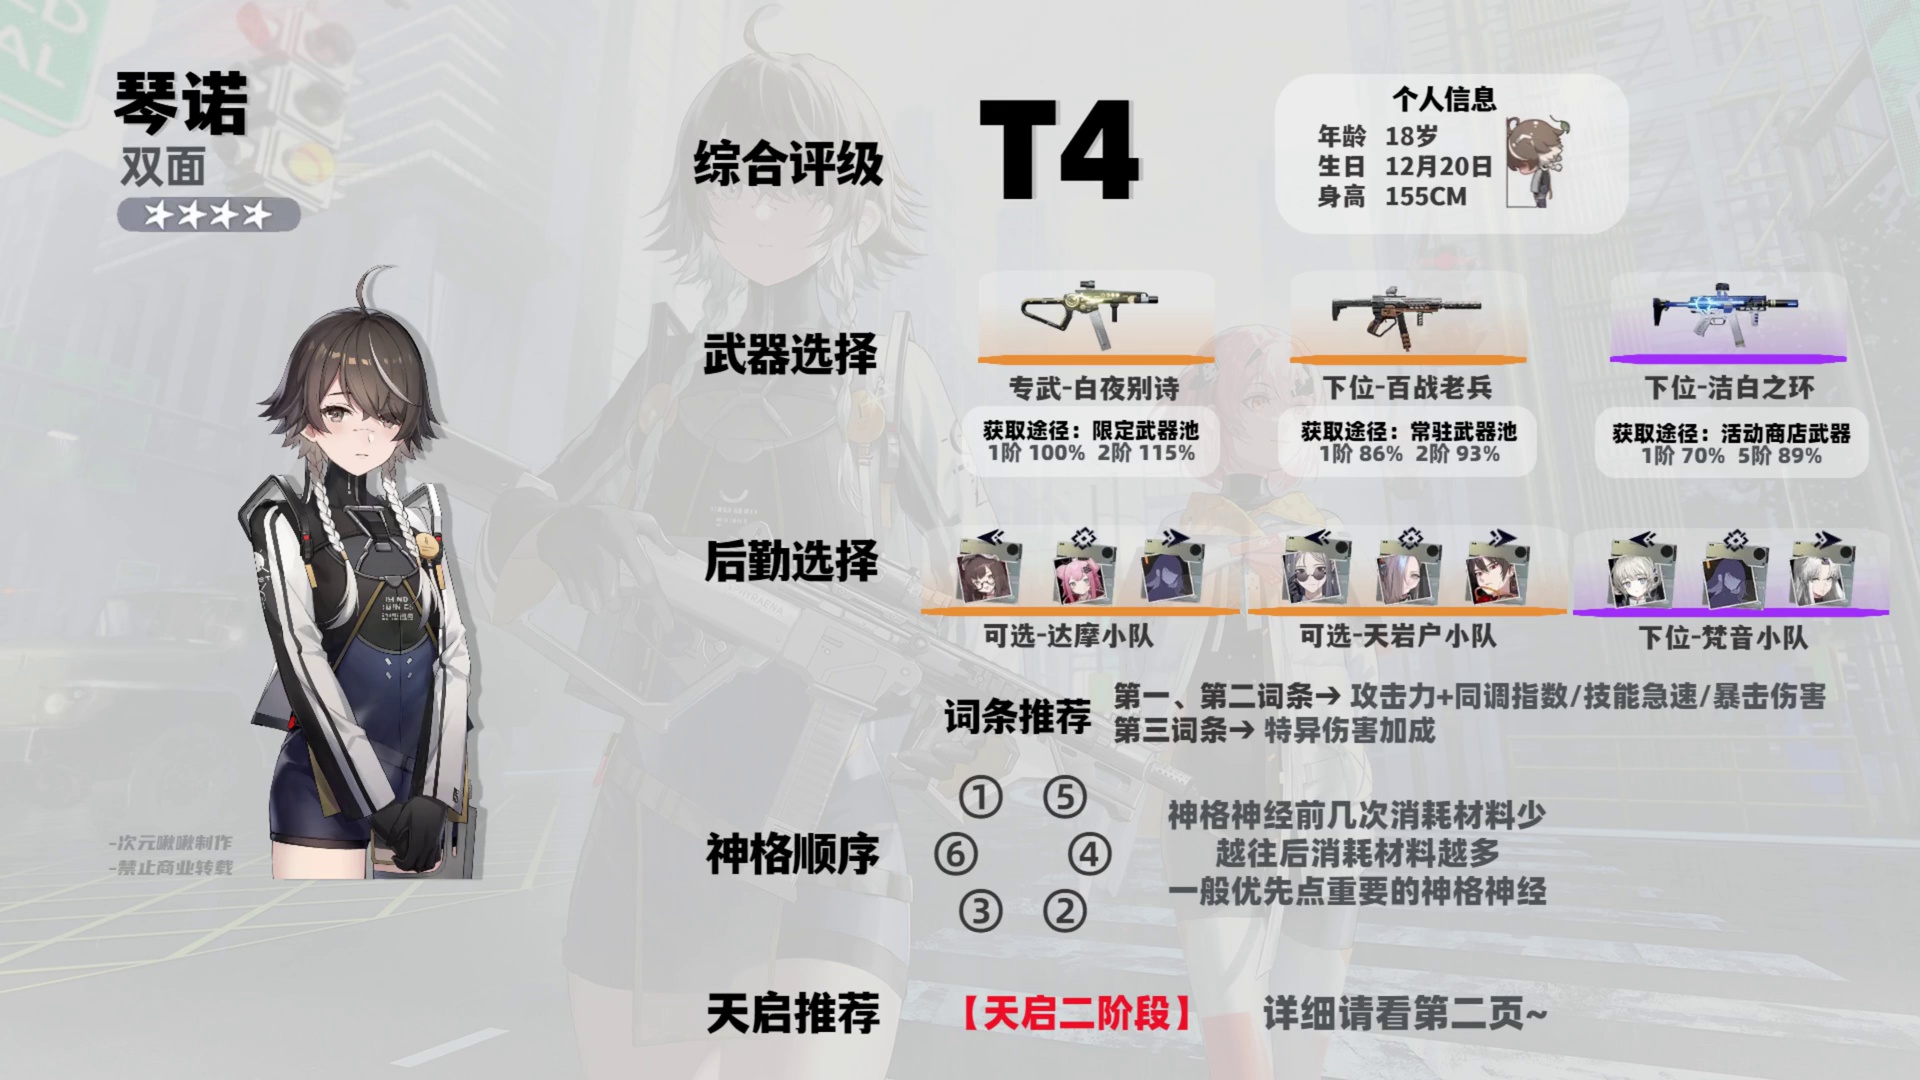 琴诺
双面
综合评级
T4
个人信息
年龄 18岁
生日 12月20日
身高 155CM
武器选择
专武-白夜别诗
获取途径：限定武器池
1阶 100% 2阶 115%
下位-百战老兵
获取途径：常驻武器池
1阶 86% 2阶 93%
下位-洁白之环
获取途径：活动商店武器
1阶 70% 5阶 89%
后勤选择
可选-达摩小队
可选-天岩户小队
下位-梵音小队
词条推荐
第一、第二词条→ 攻击力+同调指数/技能急速/暴击伤害
第三词条→ 特异伤害加成
神格顺序
① ⑤
⑥ ④
③ ②
神格神经前几次消耗材料少
越往后消耗材料越多
一般优先点重要的神格神经
天启推荐
【天启二阶段】
详细请看第二页~
-次元啾啾制作
-禁止商业转载